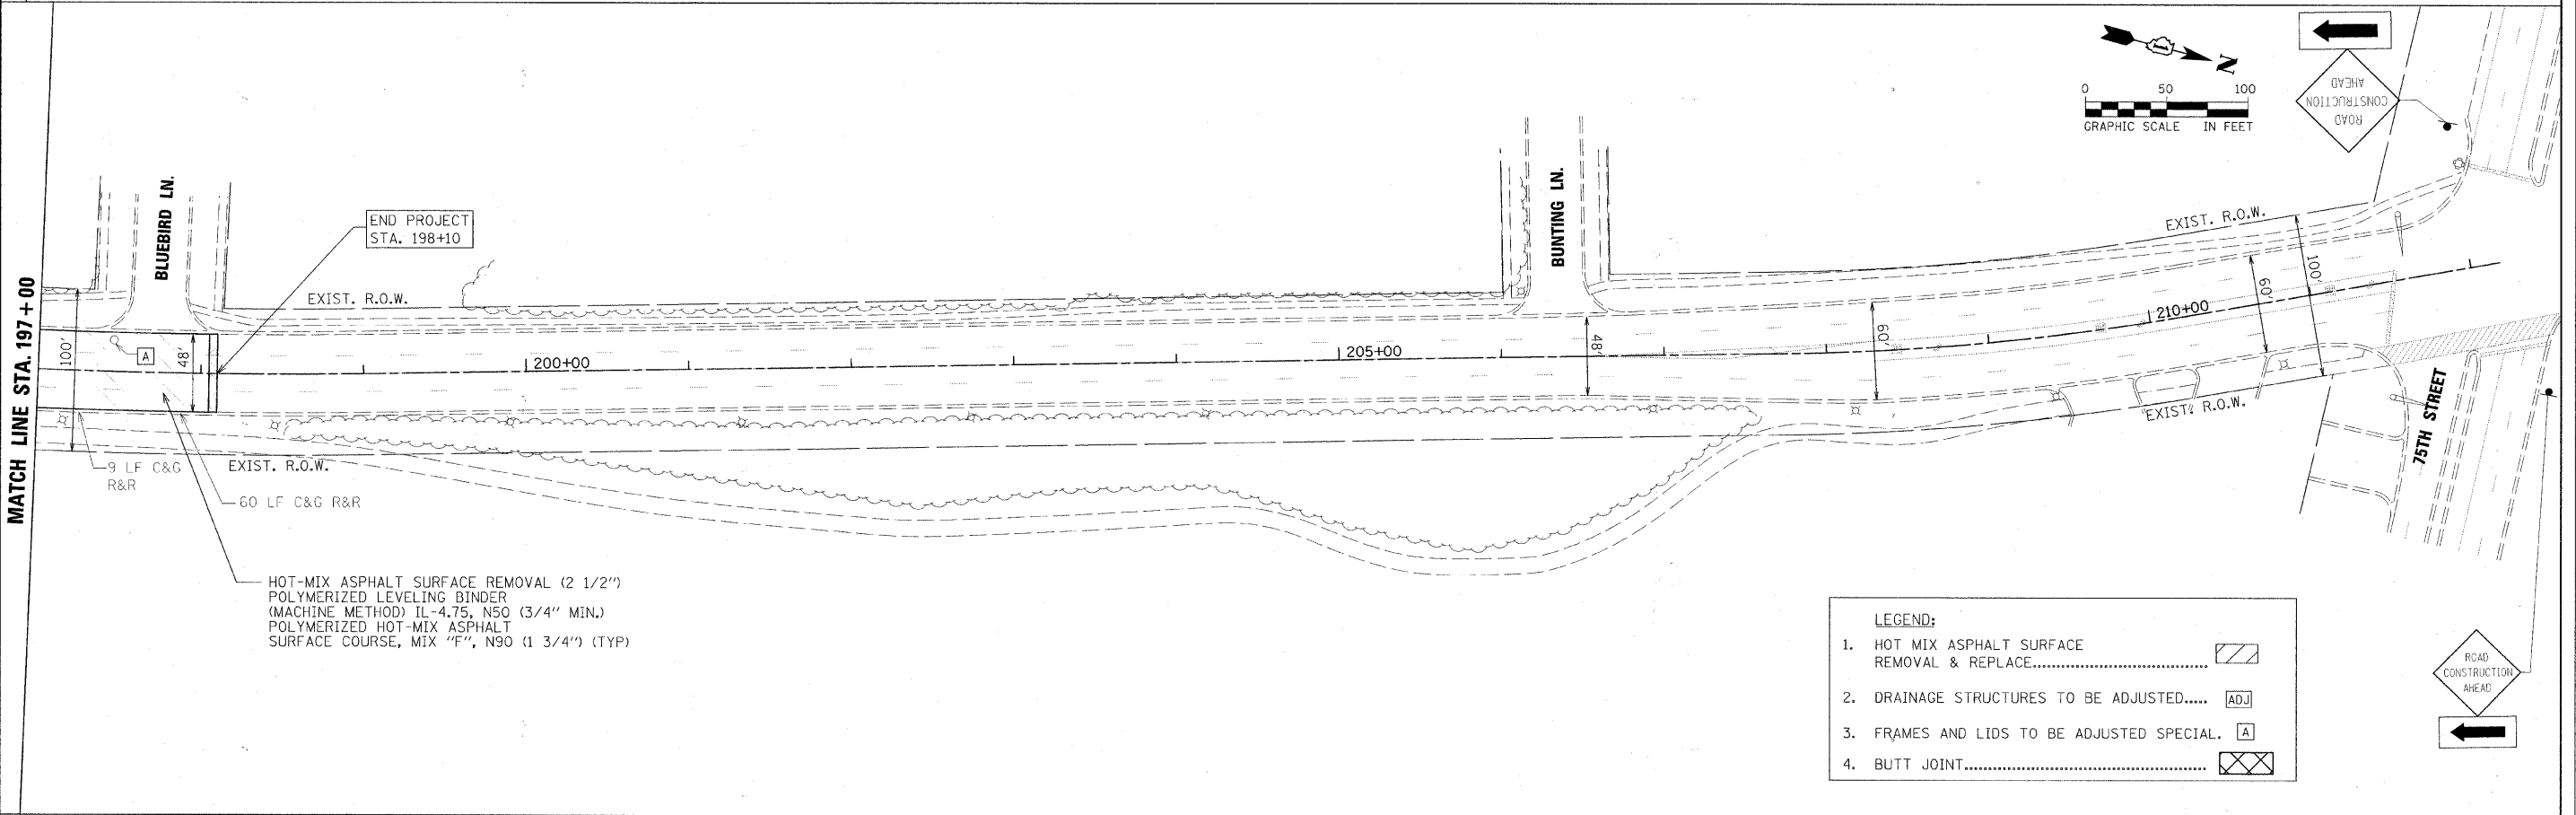 MATCH LINE STA. 197+00
BLUEBIRD LN.
END PROJECT
STA. 198+10
EXIST. R.O.W.
100'
A
48'
200+00
205+00
BUNTING LN.
48'
60'
210+00
60'
100'
EXIST. R.O.W.
EXIST. R.O.W.
75TH STREET
N
0 50 100
GRAPHIC SCALE IN FEET
ROAD
CONSTRUCTION
AHEAD
9 LF C&G
R&R
EXIST. R.O.W.
60 LF C&G R&R
HOT-MIX ASPHALT SURFACE REMOVAL (2 1/2")
POLYMERIZED LEVELING BINDER
(MACHINE METHOD) IL-4.75, N50 (3/4" MIN.)
POLYMERIZED HOT-MIX ASPHALT
SURFACE COURSE, MIX "F", N90 (1 3/4") (TYP)
LEGEND:
1. HOT MIX ASPHALT SURFACE
REMOVAL & REPLACE
2. DRAINAGE STRUCTURES TO BE ADJUSTED..... ADJ
3. FRAMES AND LIDS TO BE ADJUSTED SPECIAL. A
4. BUTT JOINT
ROAD
CONSTRUCTION
AHEAD